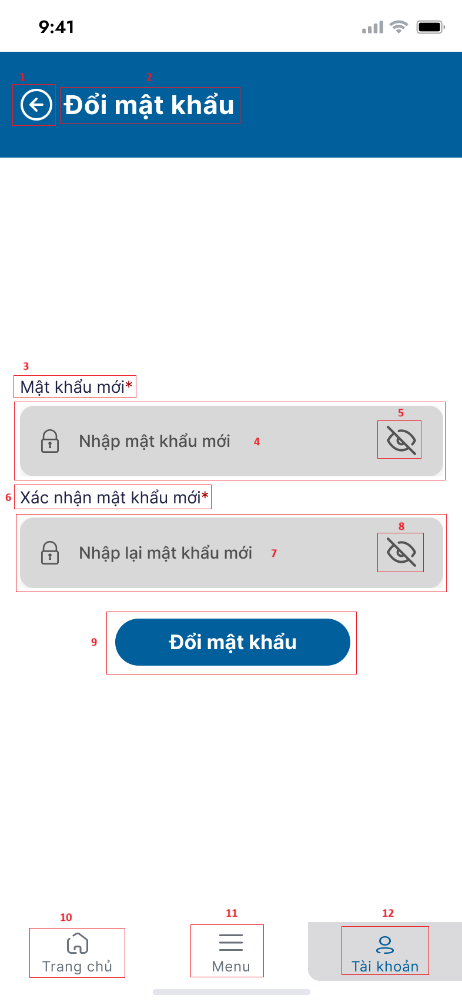 9:41
1
2
Đổi mật khẩu
3
Mật khẩu mới*
5
Nhập mật khẩu mới 4
6 Xác nhận mật khẩu mới*
8
Nhập lại mật khẩu mới 7
9 Đổi mật khẩu
10 11 12
Trang chủ Menu Tài khoản